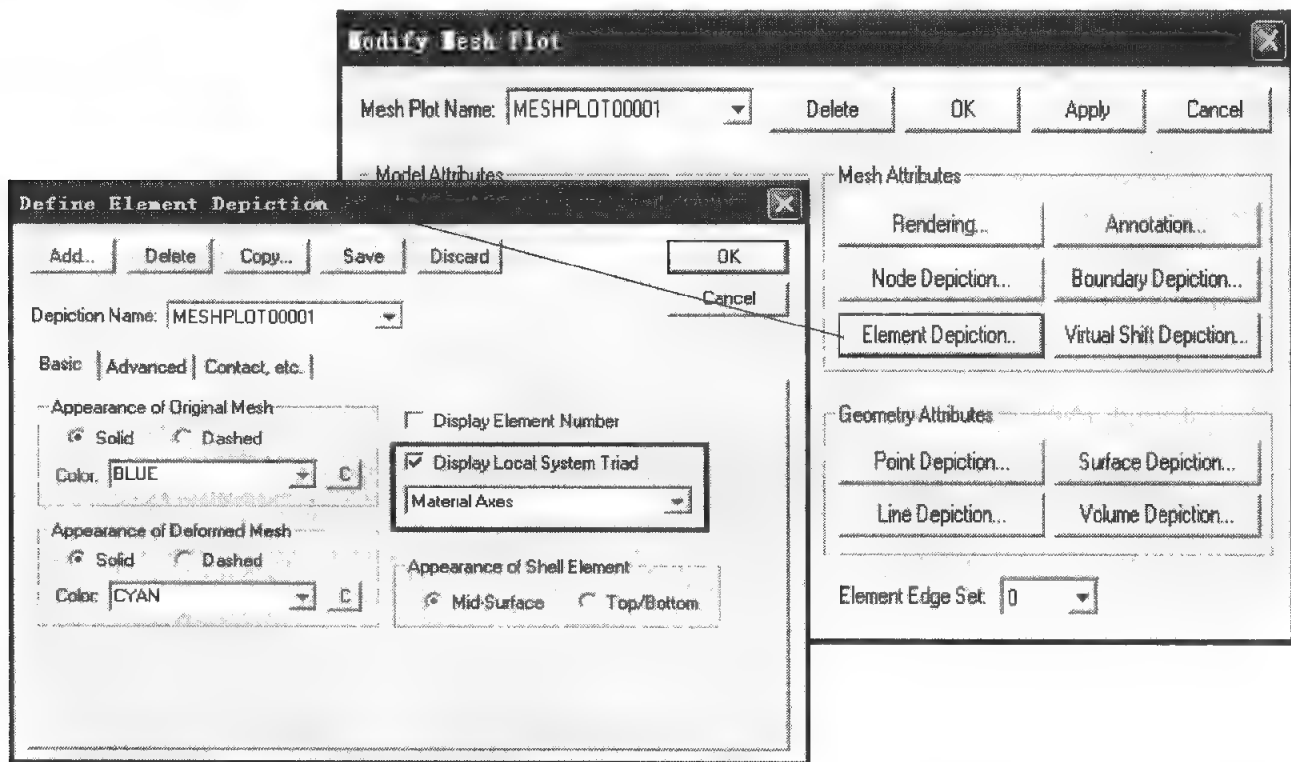 Modify Mesh Plot
Mesh Plot Name: MESHPLOT00001 Delete OK Apply Cancel
Model Attributes
Mesh Attributes
Rendering... Annotation...
Node Depiction... Boundary Depiction...
Element Depiction.. Virtual Shift Depiction...
Geometry Attributes
Point Depiction... Surface Depiction...
Line Depiction... Volume Depiction...
Element Edge Set: 0
Define Element Depiction
Add... Delete Copy... Save Discard OK
Cancel
Depiction Name: MESHPLOT00001
Basic Advanced Contact, etc.
Appearance of Original Mesh
Solid Dashed
Color: BLUE C
Appearance of Deformed Mesh
Solid Dashed
Color: CYAN C
Display Element Number
Display Local System Triad
Material Axes
Appearance of Shell Element
Mid-Surface Top/Bottom